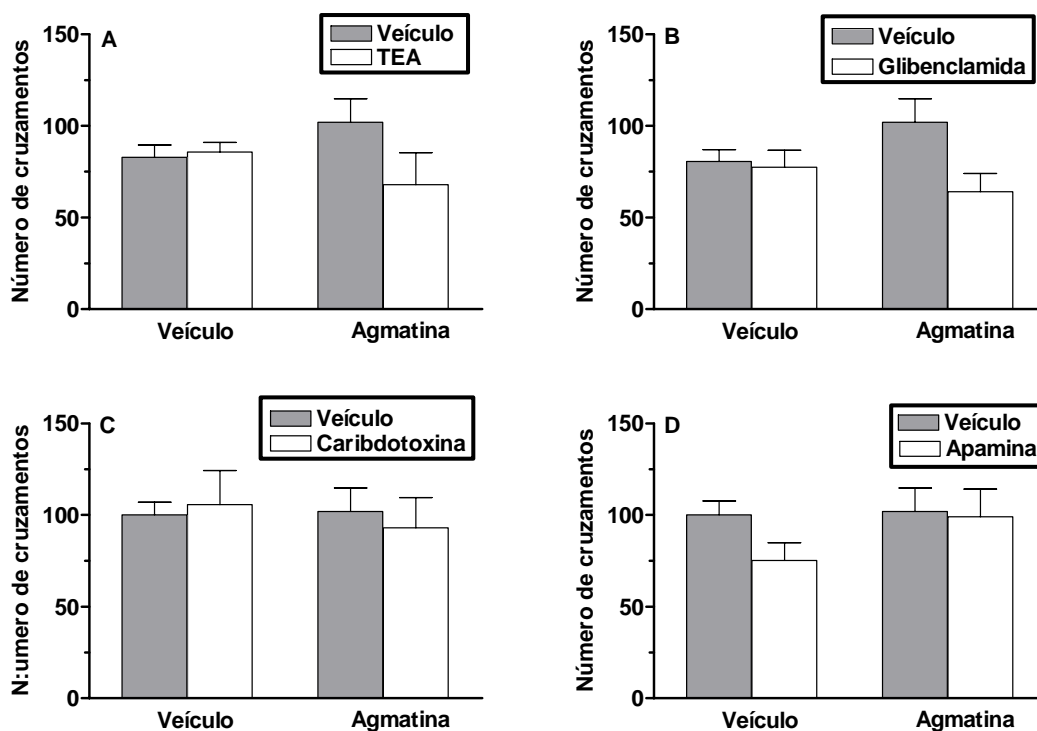 A
Veículo
TEA
150
100
50
0
Número de cruzamentos
Veículo
Agmatina
B
Veículo
Glibenclamida
150
100
50
0
Número de cruzamentos
Veículo
Agmatina
C
Veículo
Caribdotoxina
150
100
50
0
N:umero de cruzamentos
Veículo
Agmatina
D
Veículo
Apamina
150
100
50
0
Número de cruzamentos
Veículo
Agmatina